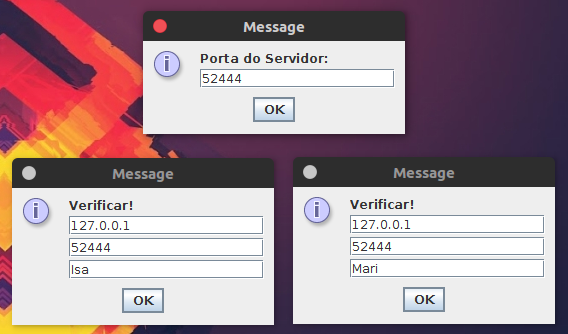 Message
Porta do Servidor:
52444
OK
Message
Verificar!
127.0.0.1
52444
Isa
OK
Message
Verificar!
127.0.0.1
52444
Mari
OK